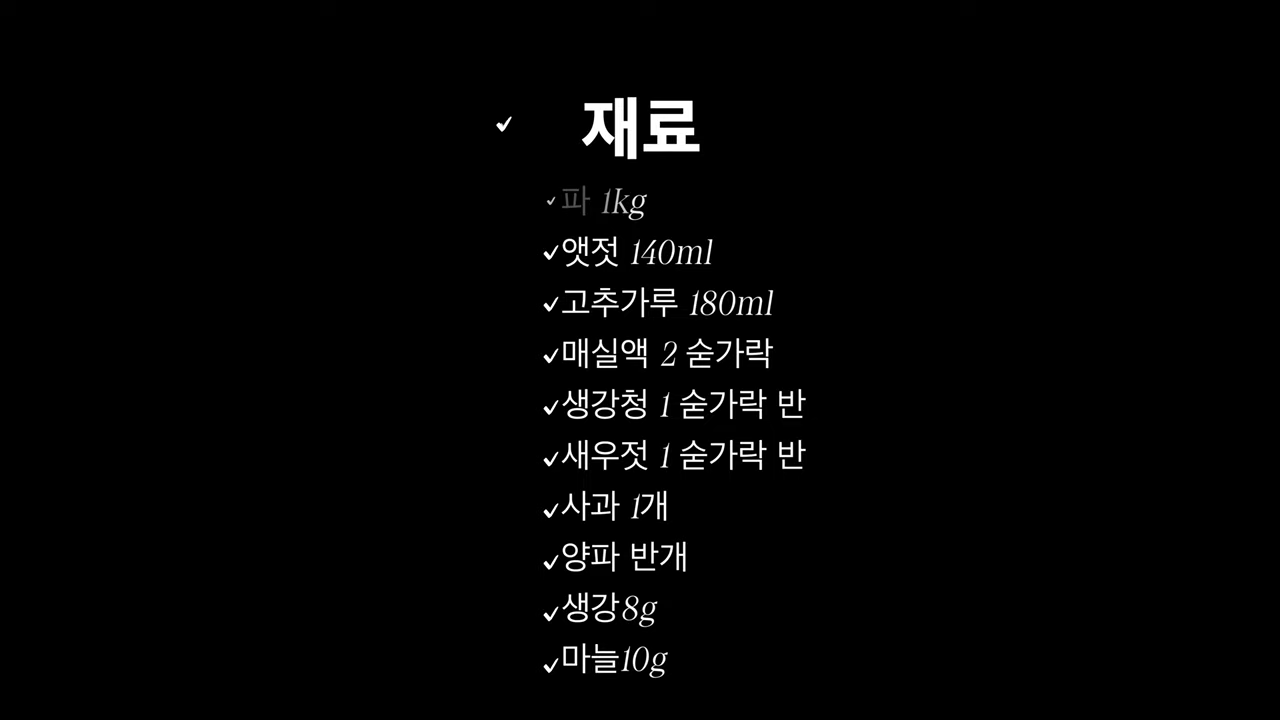 재료
파 1kg
앳젓 140ml
고추가루 180ml
매실액 2 숟가락
생강청 1 숟가락 반
새우젓 1 숟가락 반
사과 1개
양파 반개
생강8g
마늘10g